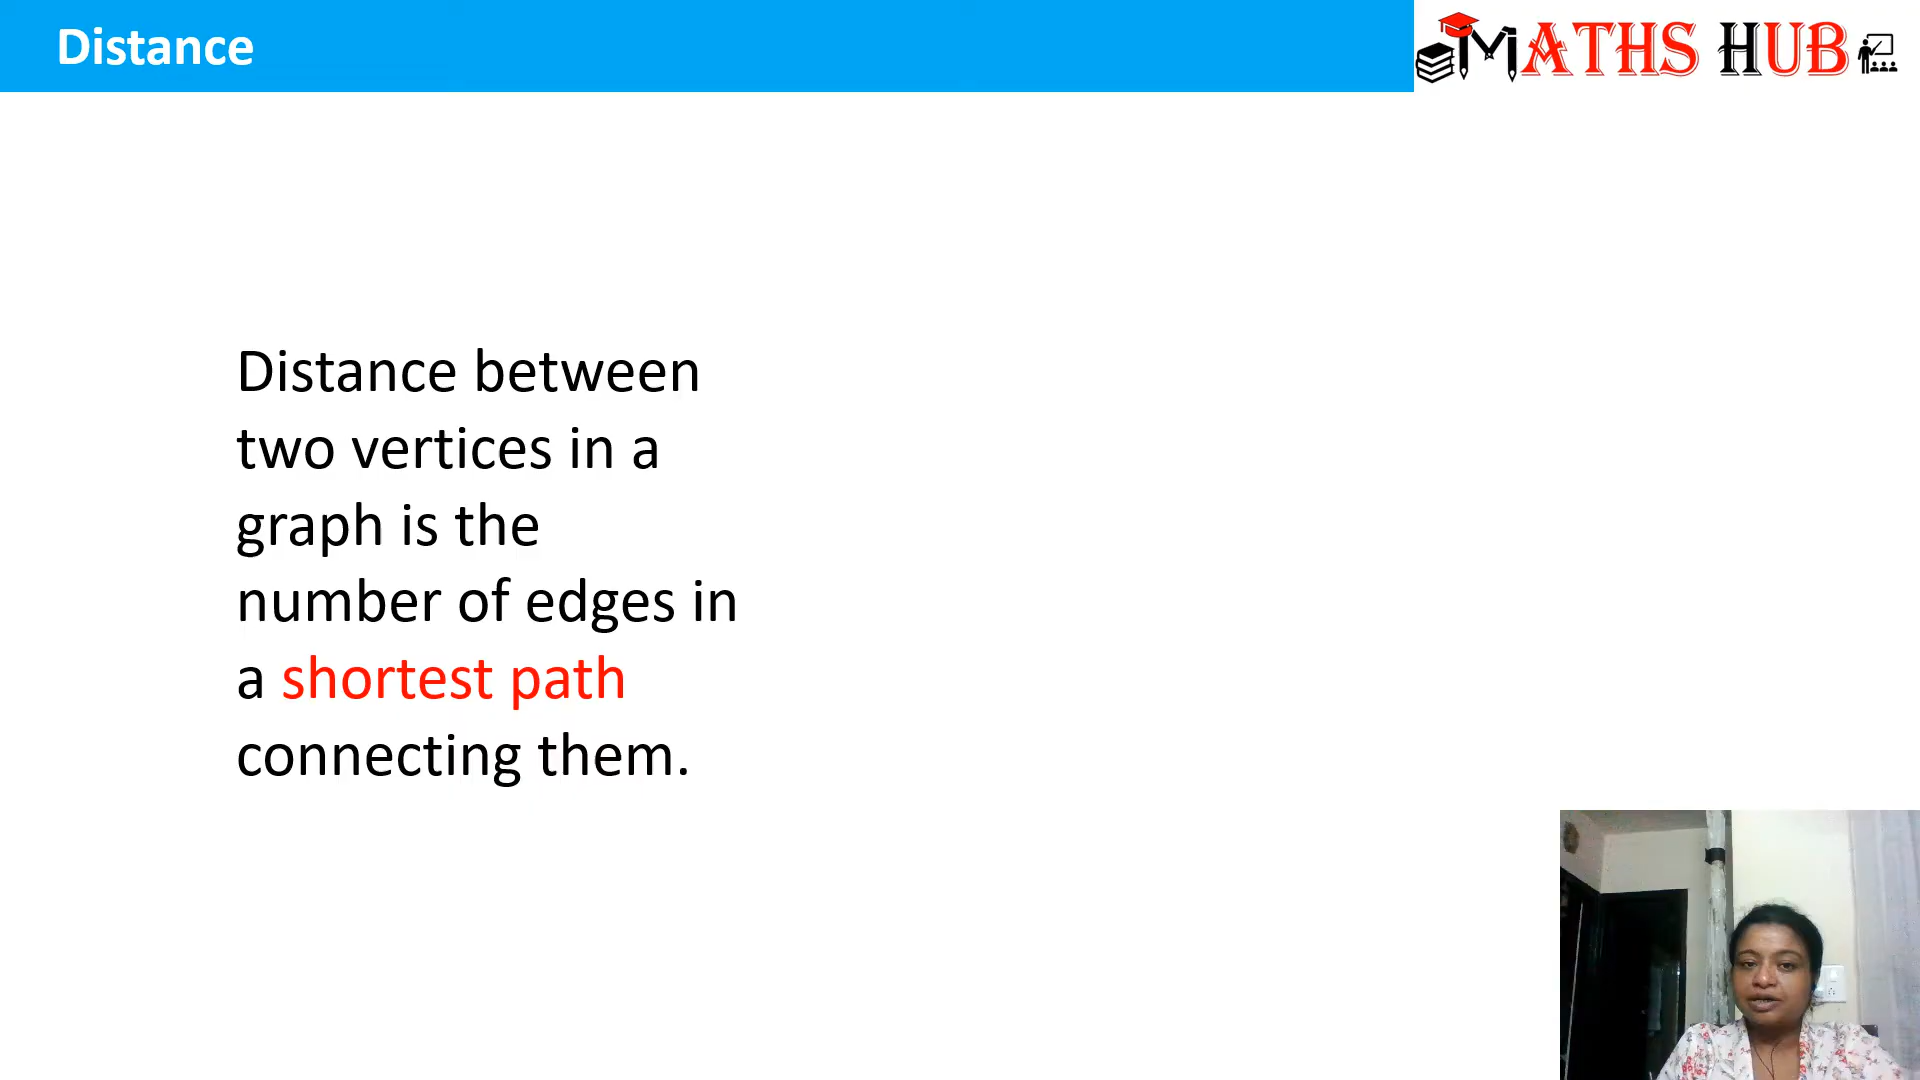 Distance
MATHS HUB
Distance between
two vertices in a
graph is the
number of edges in
a shortest path
connecting them.